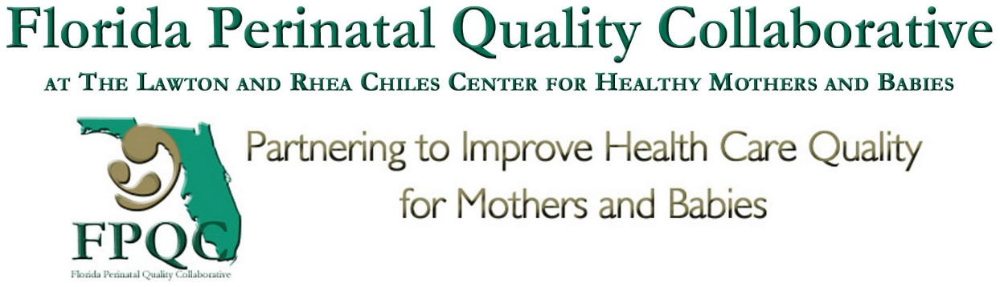 Florida Perinatal Quality Collaborative
AT THE LAWTON AND RHEA CHILES CENTER FOR HEALTHY MOTHERS AND BABIES
Partnering to Improve Health Care Quality
for Mothers and Babies
FPQC
Florida Perinatal Quality Collaborative